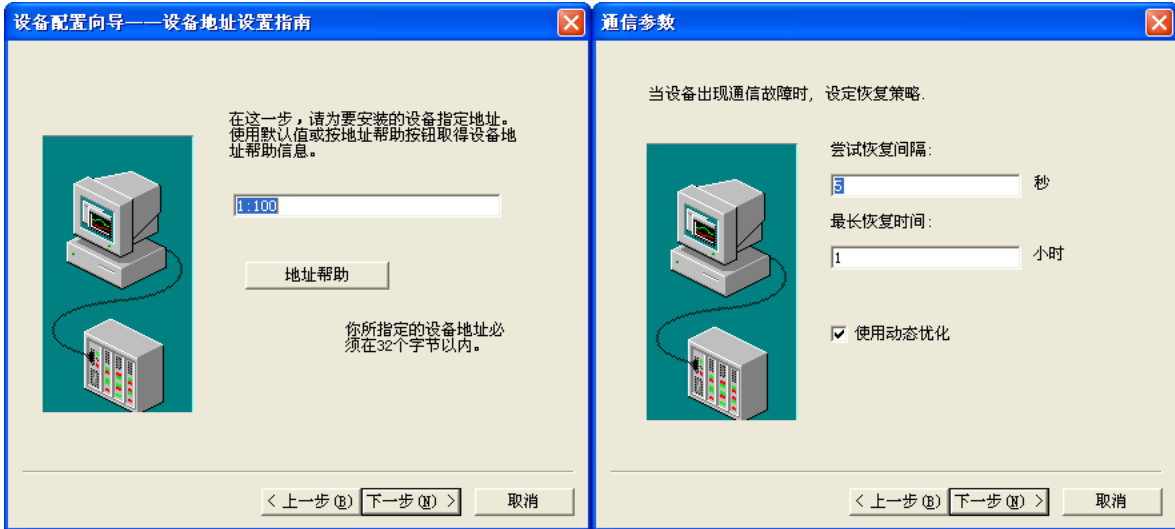 设备配置向导——设备地址设置指南
在这一步，请为要安装的设备指定地址。
使用默认值或按地址帮助按钮取得设备地
址帮助信息。
1:100
地址帮助
你所指定的设备地址必
须在32个字节以内。
< 上一步(B)
下一步(N) >
取消
通信参数
当设备出现通信故障时，设定恢复策略.
尝试恢复间隔:
5 秒
最长恢复时间:
1 小时
使用动态优化
< 上一步(B)
下一步(N) >
取消